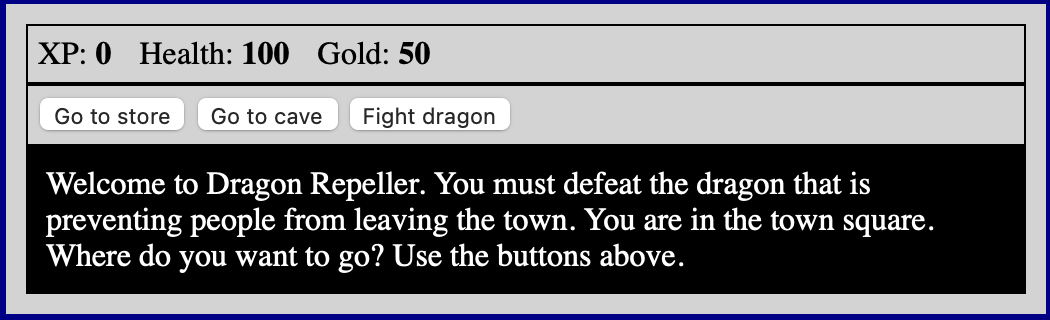 XP: 0 Health: 100 Gold: 50
Go to store Go to cave Fight dragon
Welcome to Dragon Repeller. You must defeat the dragon that is
preventing people from leaving the town. You are in the town square.
Where do you want to go? Use the buttons above.